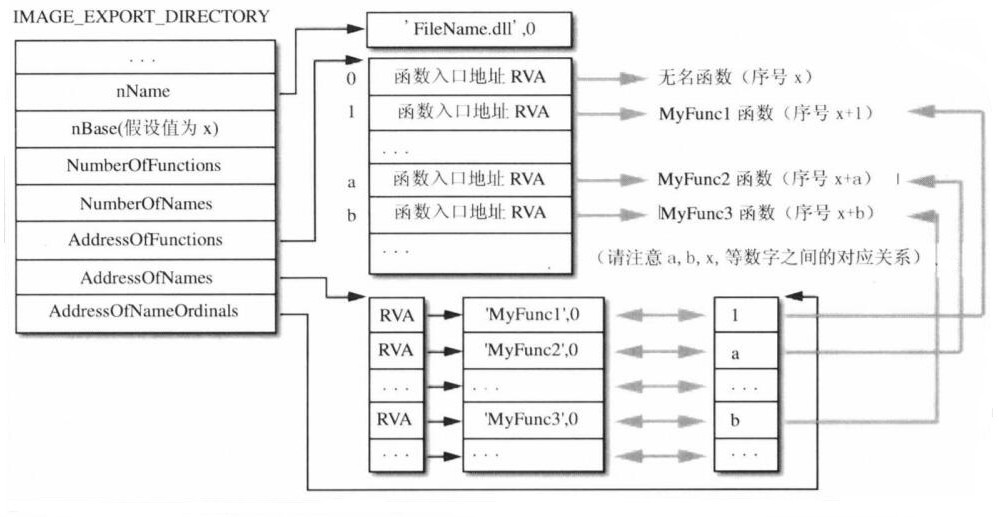 IMAGE_EXPORT_DIRECTORY
...
nName
nBase(假设值为 x)
NumberOfFunctions
NumberOfNames
AddressOfFunctions
AddressOfNames
AddressOfNameOrdinals
'FileName.dll',0
0 函数入口地址 RVA 无名函数（序号 x）
1 函数入口地址 RVA MyFunc1 函数（序号 x+1）
...
a 函数入口地址 RVA MyFunc2 函数（序号 x+a）
b 函数入口地址 RVA MyFunc3 函数（序号 x+b）
...
（请注意 a, b, x, 等数字之间的对应关系）
RVA 'MyFunc1',0 1
RVA 'MyFunc2',0 a
... ... ...
RVA 'MyFunc3',0 b
... ... ...